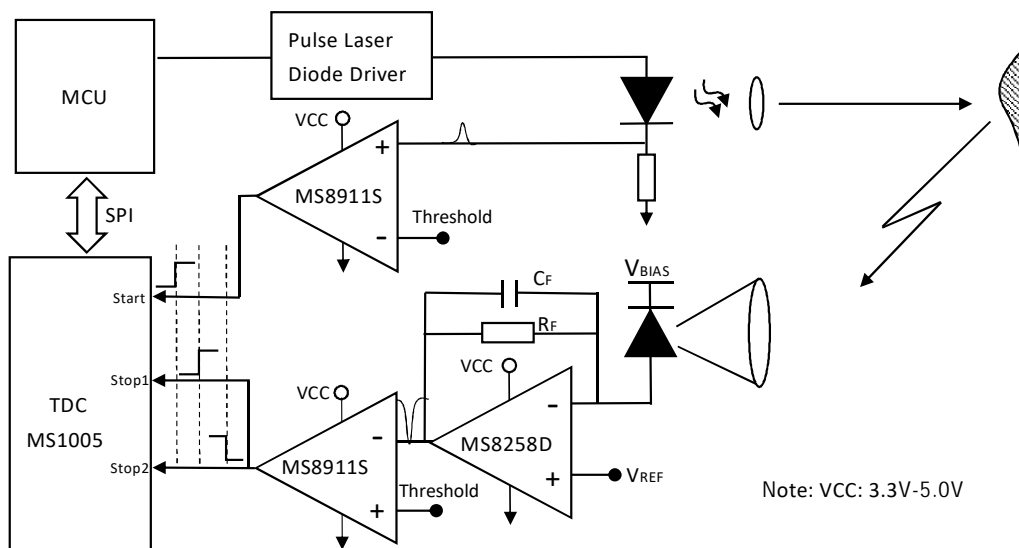 Pulse Laser
Diode Driver
MCU
VCC
+
MS8911S
Threshold
-
SPI
Start
Stop1
Stop2
TDC
MS1005
VCC
-
MS8911S
Threshold
+
CF
RF
VCC
-
MS8258D
+
VREF
VBIAS
Note: VCC: 3.3V-5.0V